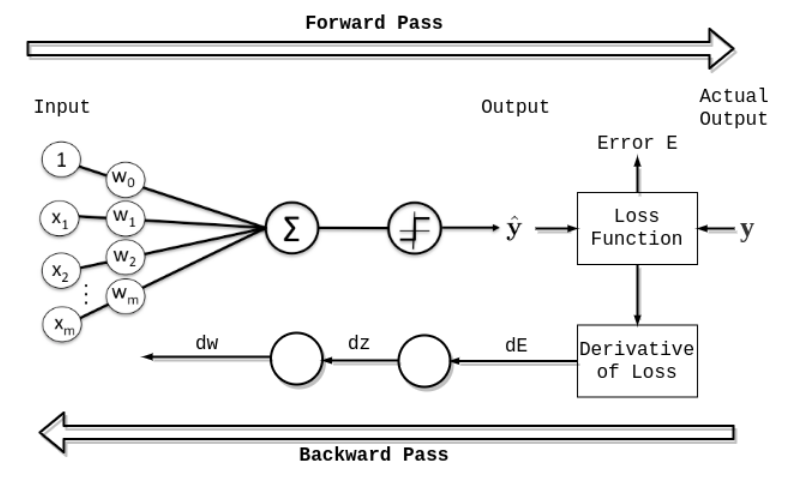 Forward Pass
Input
Output
Actual
Output
Error E
1
w₀
x₁
w₁
x₂
w₂
⋮
wₘ
xₘ
Σ
ŷ
Loss
Function
y
dw
dz
dE
Derivative
of Loss
Backward Pass